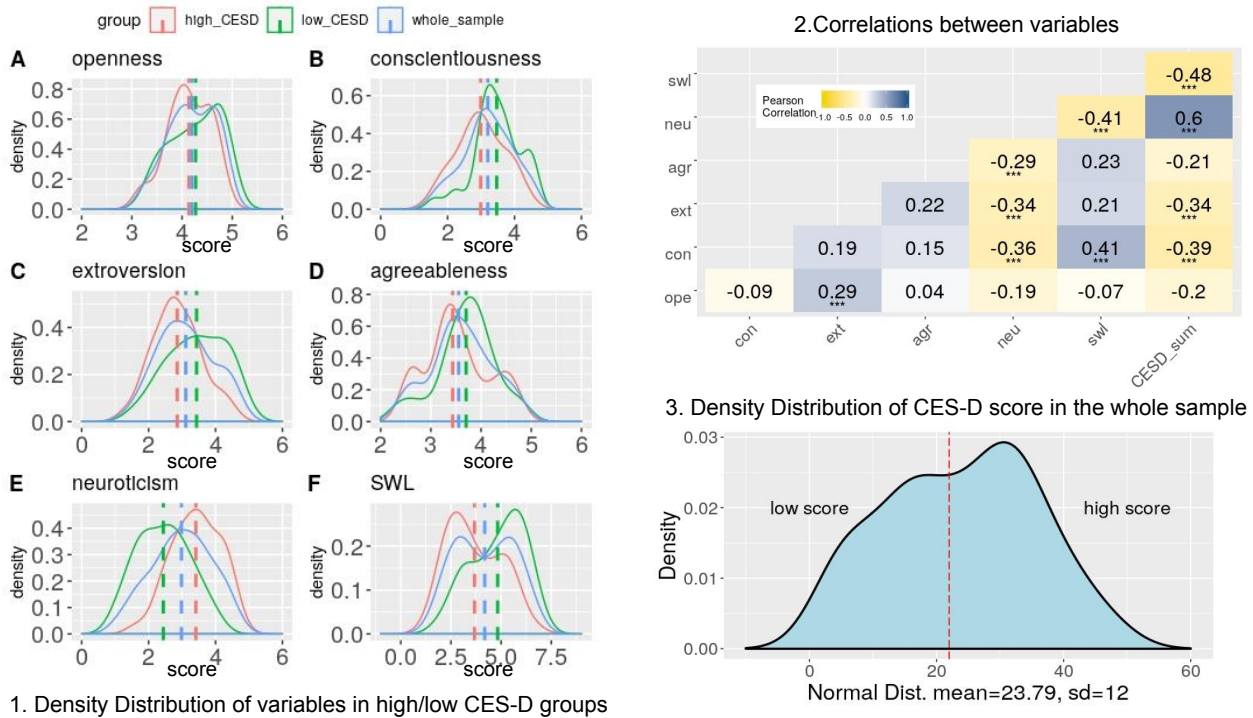 group high_CESD low_CESD whole_sample
A openness
density
0.8
0.6
0.4
0.2
0.0
2 3 4 5 6
score
B conscientiousness
density
0.6
0.4
0.2
0.0
0 2 4 6
score
C extroversion
density
0.4
0.2
0.0
0 2 4 6
score
D agreeableness
density
0.8
0.6
0.4
0.2
0.0
2 3 4 5 6
score
E neuroticism
density
0.4
0.3
0.2
0.1
0.0
0 2 4 6
score
F SWL
density
0.2
0.1
0.0
0.0 2.5 5.0 7.5
score
1. Density Distribution of variables in high/low CES-D groups
2.Correlations between variables
Pearson
Correlation
-1.0 -0.5 0.0 0.5 1.0
swl -0.48
***
neu -0.41 0.6
*** ***
agr -0.29 0.23 -0.21
***
ext 0.22 -0.34 0.21 -0.34
*** ***
con 0.19 0.15 -0.36 0.41 -0.39
*** *** ***
ope -0.09 0.29 0.04 -0.19 -0.07 -0.2
***
con ext agr neu swl CESD_sum
3. Density Distribution of CES-D score in the whole sample
Density
0.03
0.02
0.01
0.00
low score high score
0 20 40 60
Normal Dist. mean=23.79, sd=12